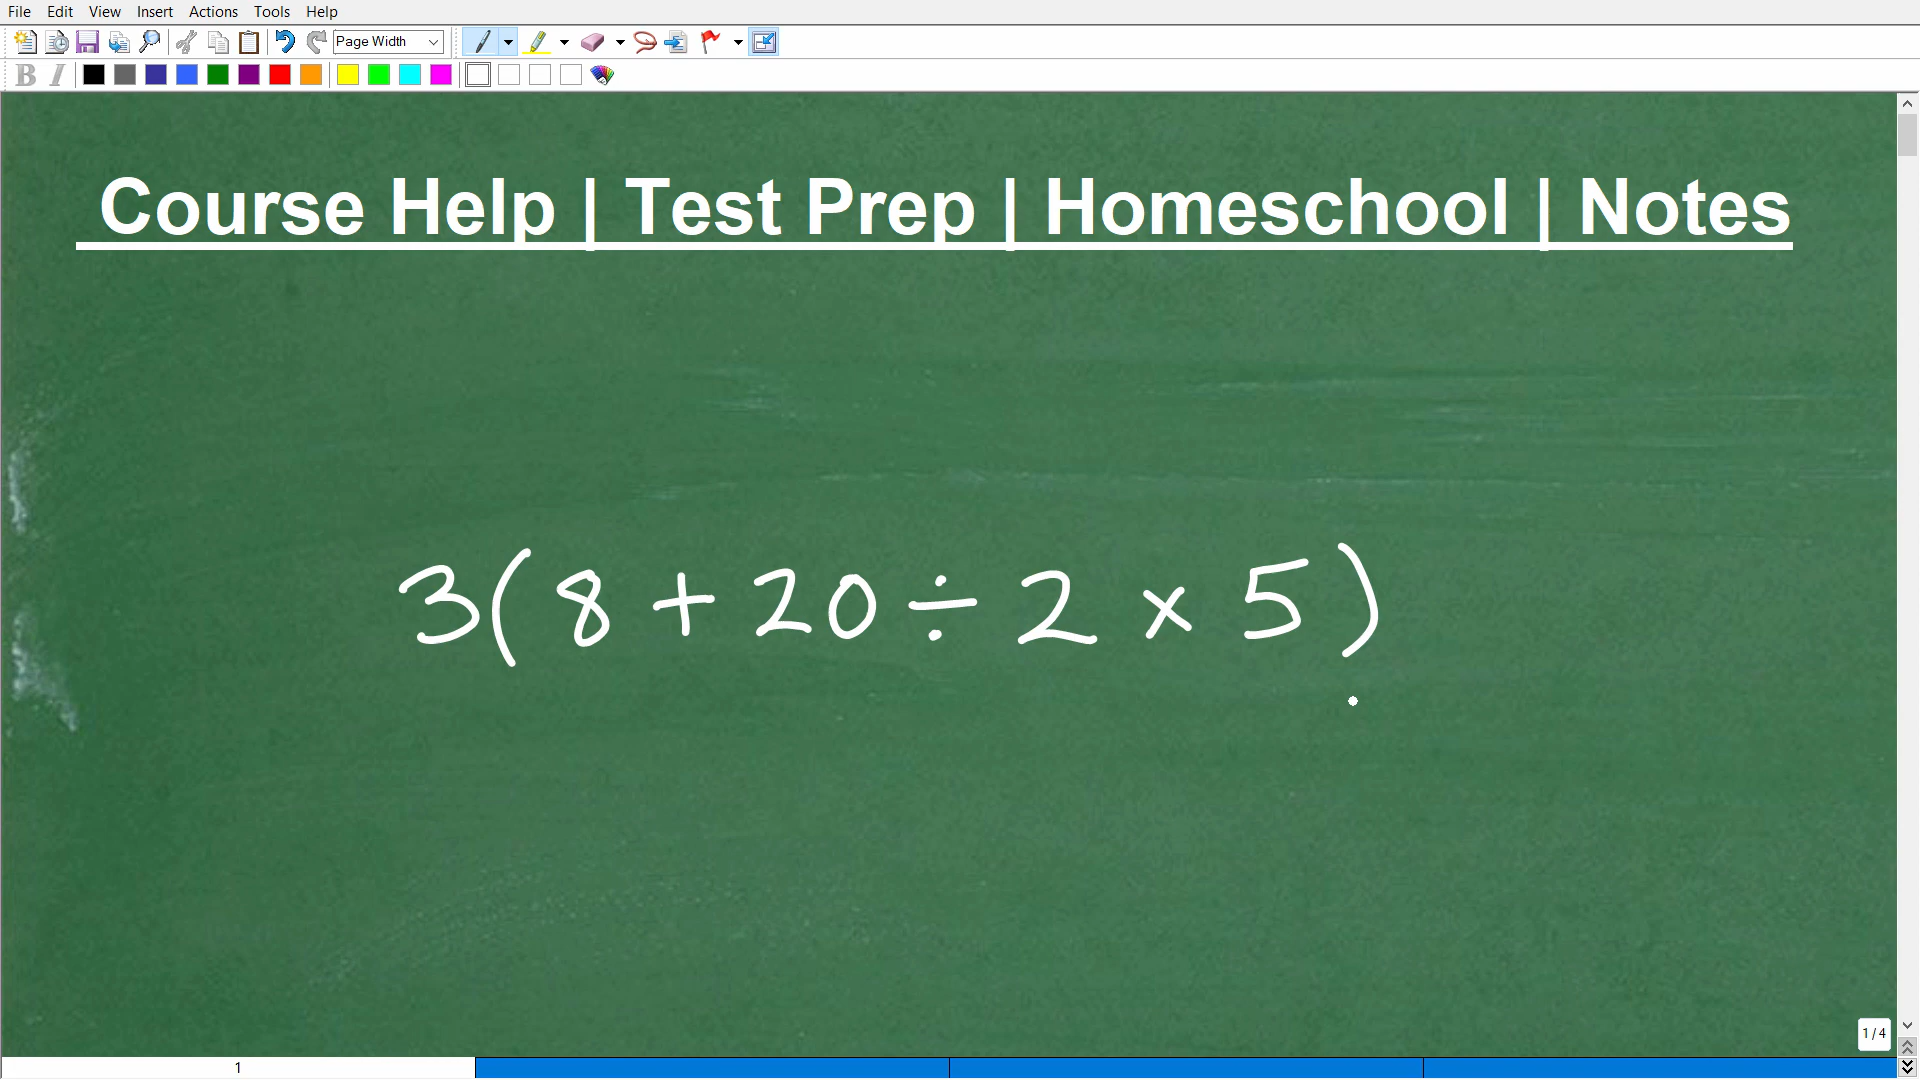 File Edit View Insert Actions Tools Help
Page Width
B I
Course Help | Test Prep | Homeschool | Notes
3(8 + 20 ÷ 2 × 5)
1 / 4
1